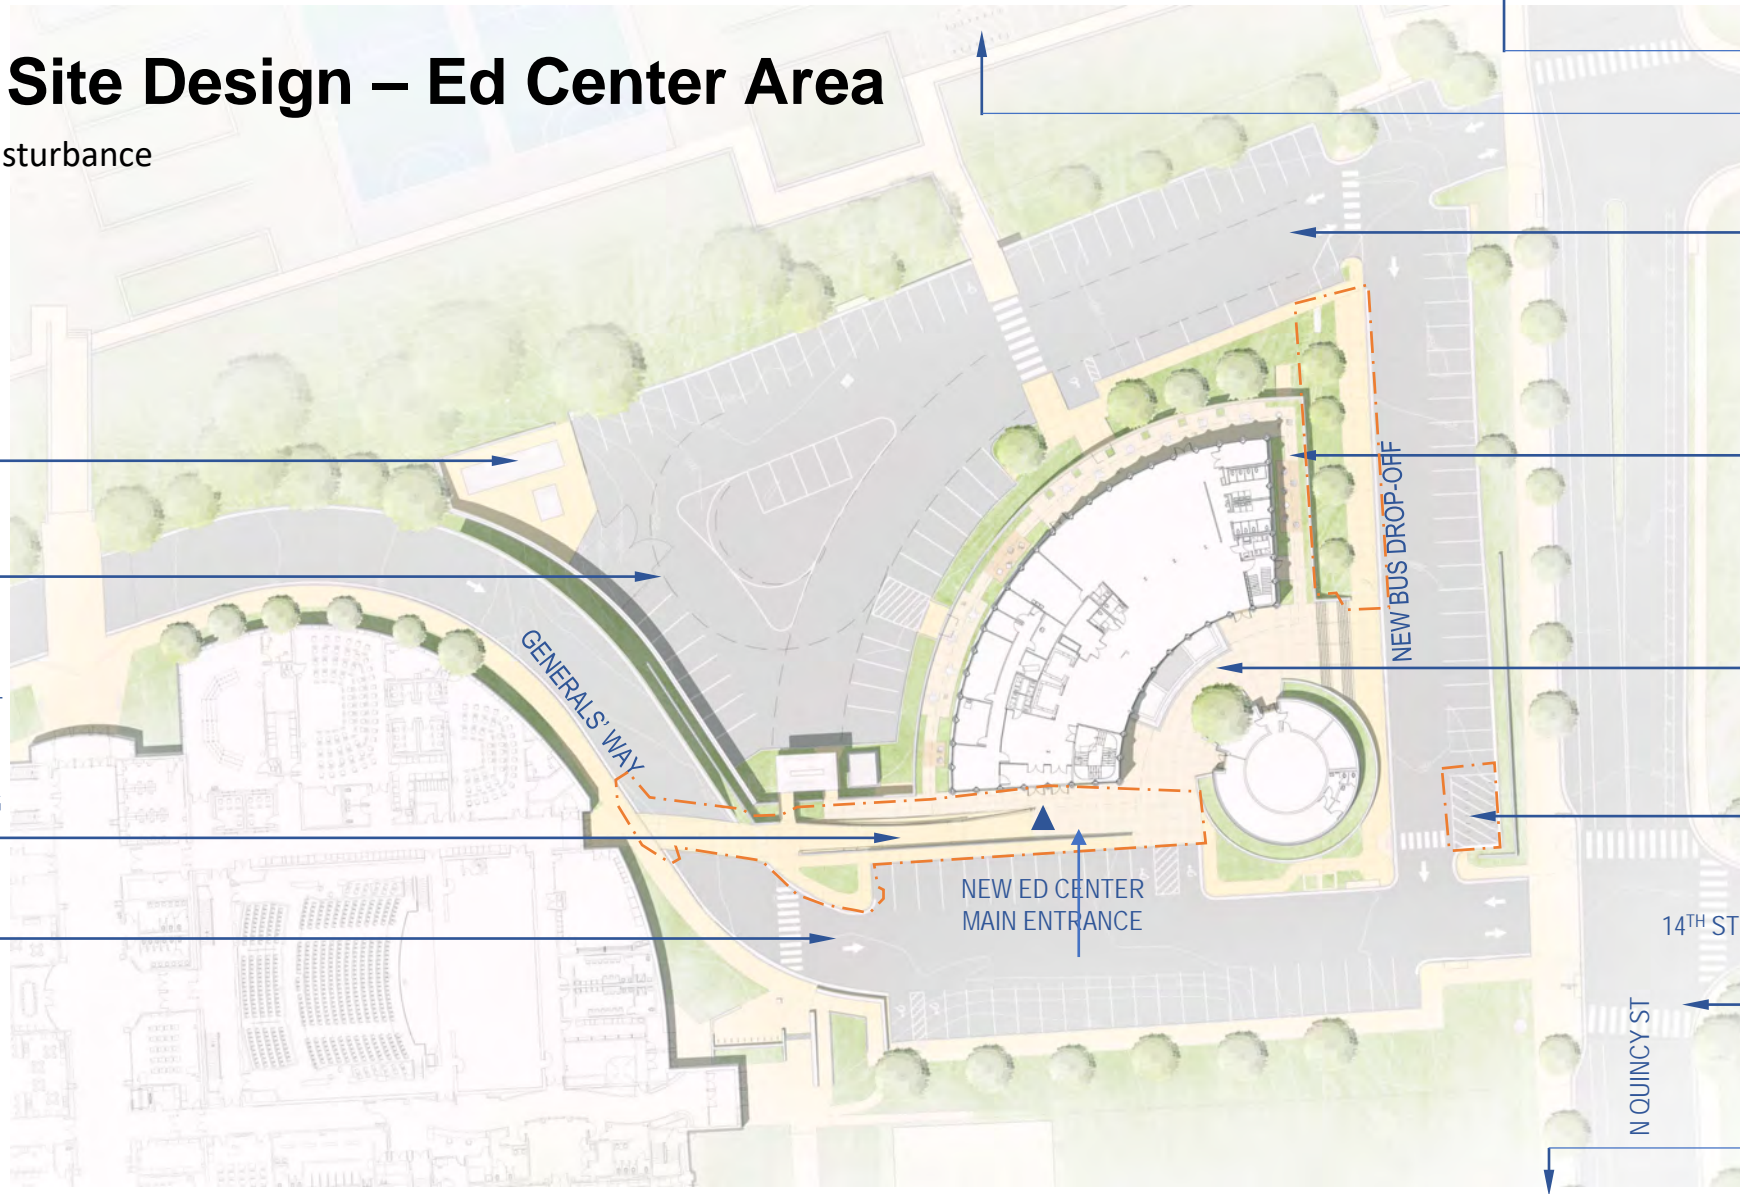 Site Design – Ed Center Area
sturbance
NEW BUS DROP-OFF
GENERALS' WAY
NEW ED CENTER
MAIN ENTRANCE
14TH ST
N QUINCY ST